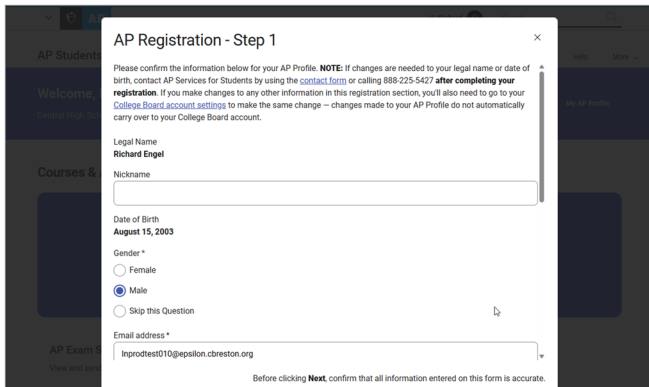 AP Registration - Step 1
Please confirm the information below for your AP Profile. NOTE: If changes are needed to your legal name or date of
birth, contact AP Services for Students by using the contact form or calling 888-225-5427 after completing your
registration. If you make changes to any other information in this registration section, you'll also need to go to your
College Board account settings to make the same change — changes made to your AP Profile do not automatically
carry over to your College Board account.
Legal Name
Richard Engel
Nickname
Date of Birth
August 15, 2003
Gender *
Female
Male
Skip this Question
Email address *
lnprodtest010@epsilon.cbreston.org
Before clicking Next, confirm that all information entered on this form is accurate.
AP Students
Help
More
Welcome,
Central High
My AP Profile
Courses &
AP Exam S
View and send